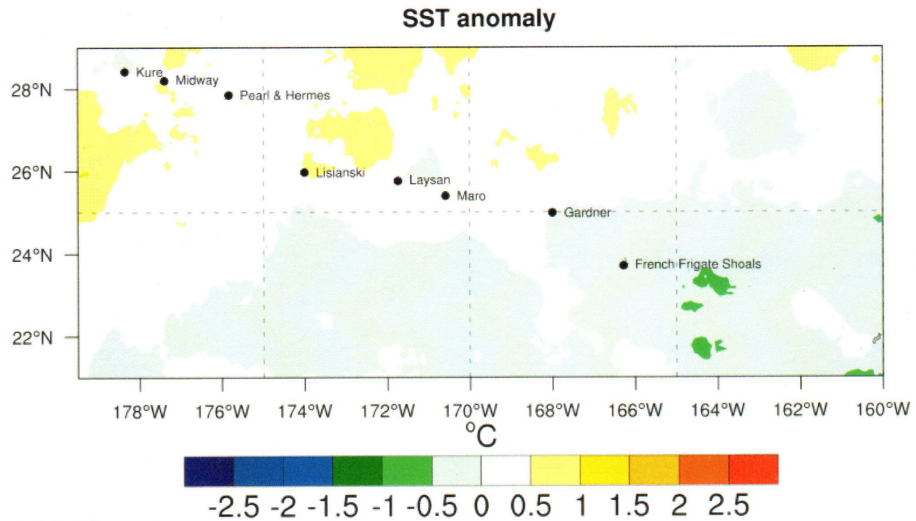 SST anomaly
28°N
26°N
24°N
22°N
Kure
Midway
Pearl & Hermes
Lisianski
Laysan
Maro
Gardner
French Frigate Shoals
178°W 176°W 174°W 172°W 170°W 168°W 166°W 164°W 162°W 160°W
°C
-2.5 -2 -1.5 -1 -0.5 0 0.5 1 1.5 2 2.5